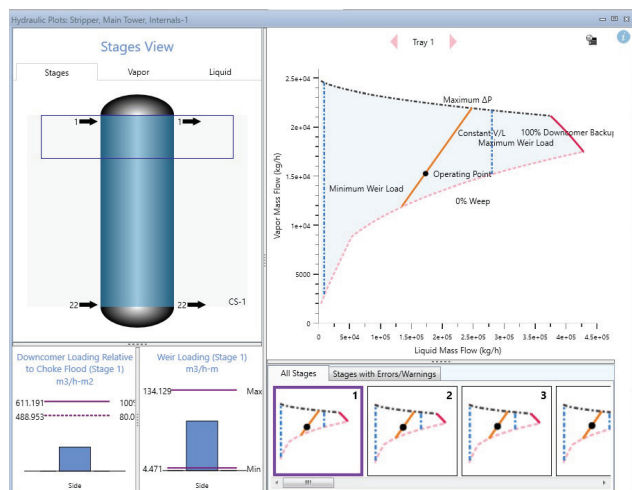 Hydraulic Plots: Stripper, Main Tower, Internals-1
Stages View
Stages
Vapor
Liquid
1
1
22
22
CS-1
Downcomer Loading Relative
to Choke Flood (Stage 1)
m3/h-m2
611.191
100%
488.953
80.0
Side
Weir Loading (Stage 1)
m3/h-m
134.129
Max
4.471
Min
Side
Tray 1
Vapor Mass Flow (kg/h)
2.5e+04
2e+04
1.5e+04
1e+04
5000
0
Maximum ΔP
Constant V/L
100% Downcomer Backup
Maximum Weir Load
Operating Point
Minimum Weir Load
0% Weep
0
5e+04
1e+05
1.5e+05
2e+05
2.5e+05
3e+05
3.5e+05
4e+05
4.5e+05
Liquid Mass Flow (kg/h)
All Stages
Stages with Errors/Warnings
1
2
3